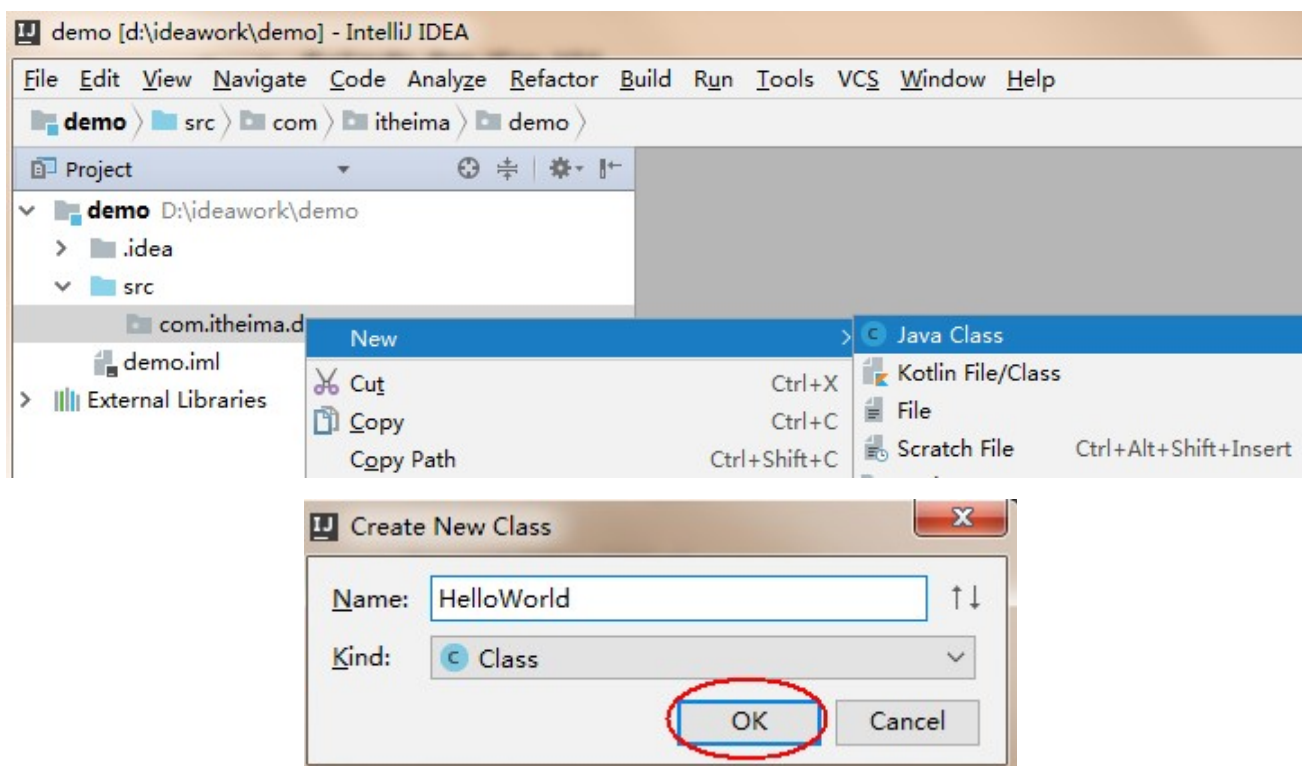 demo [d:\ideawork\demo] - IntelliJ IDEA
File Edit View Navigate Code Analyze Refactor Build Run Tools VCS Window Help
demo src com itheima demo
Project
demo D:\ideawork\demo
.idea
src
com.itheima.d
demo.iml
External Libraries
New
Cut Ctrl+X
Copy Ctrl+C
Copy Path Ctrl+Shift+C
Java Class
Kotlin File/Class
File
Scratch File Ctrl+Alt+Shift+Insert
Create New Class
Name: HelloWorld
Kind: Class
OK Cancel